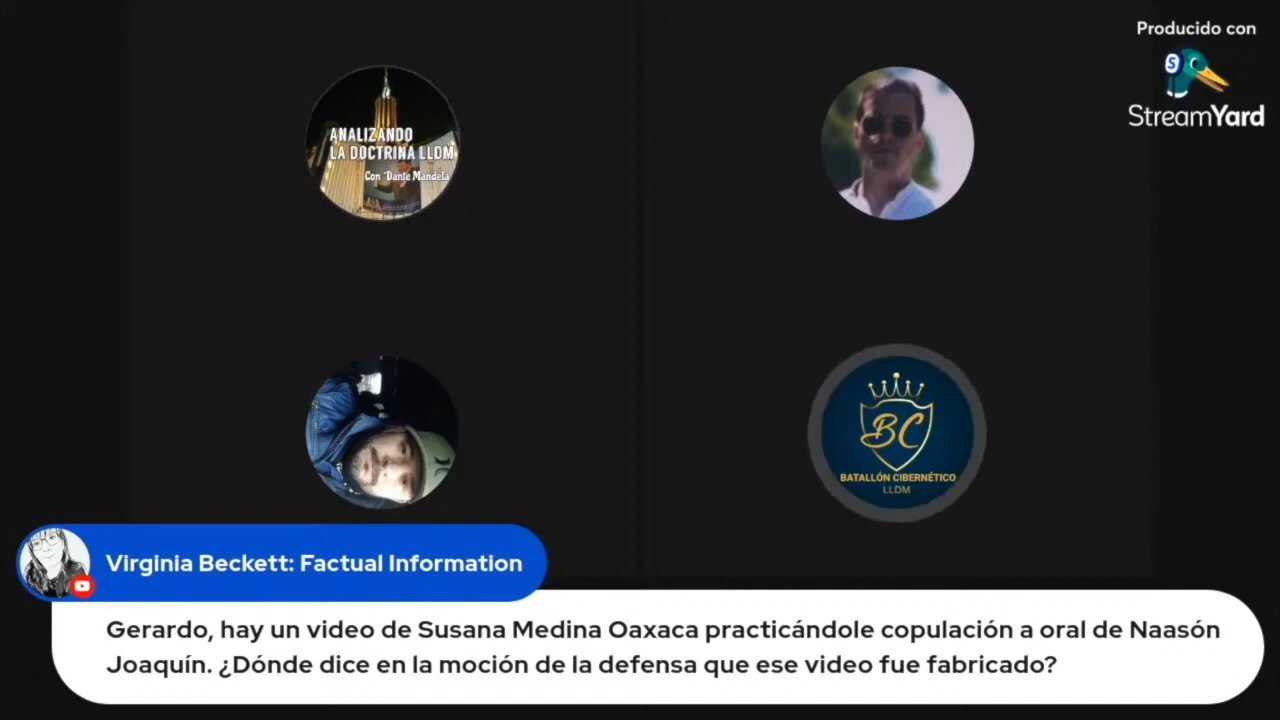 Producido con
StreamYard
ANALIZANDO
LA DOCTRINA LLDM
Con Dante Mandela
BC
BATALLÓN CIBERNÉTICO
LLDM
Virginia Beckett: Factual Information
Gerardo, hay un video de Susana Medina Oaxaca practicándole copulación a oral de Naasón
Joaquín. ¿Dónde dice en la moción de la defensa que ese video fue fabricado?